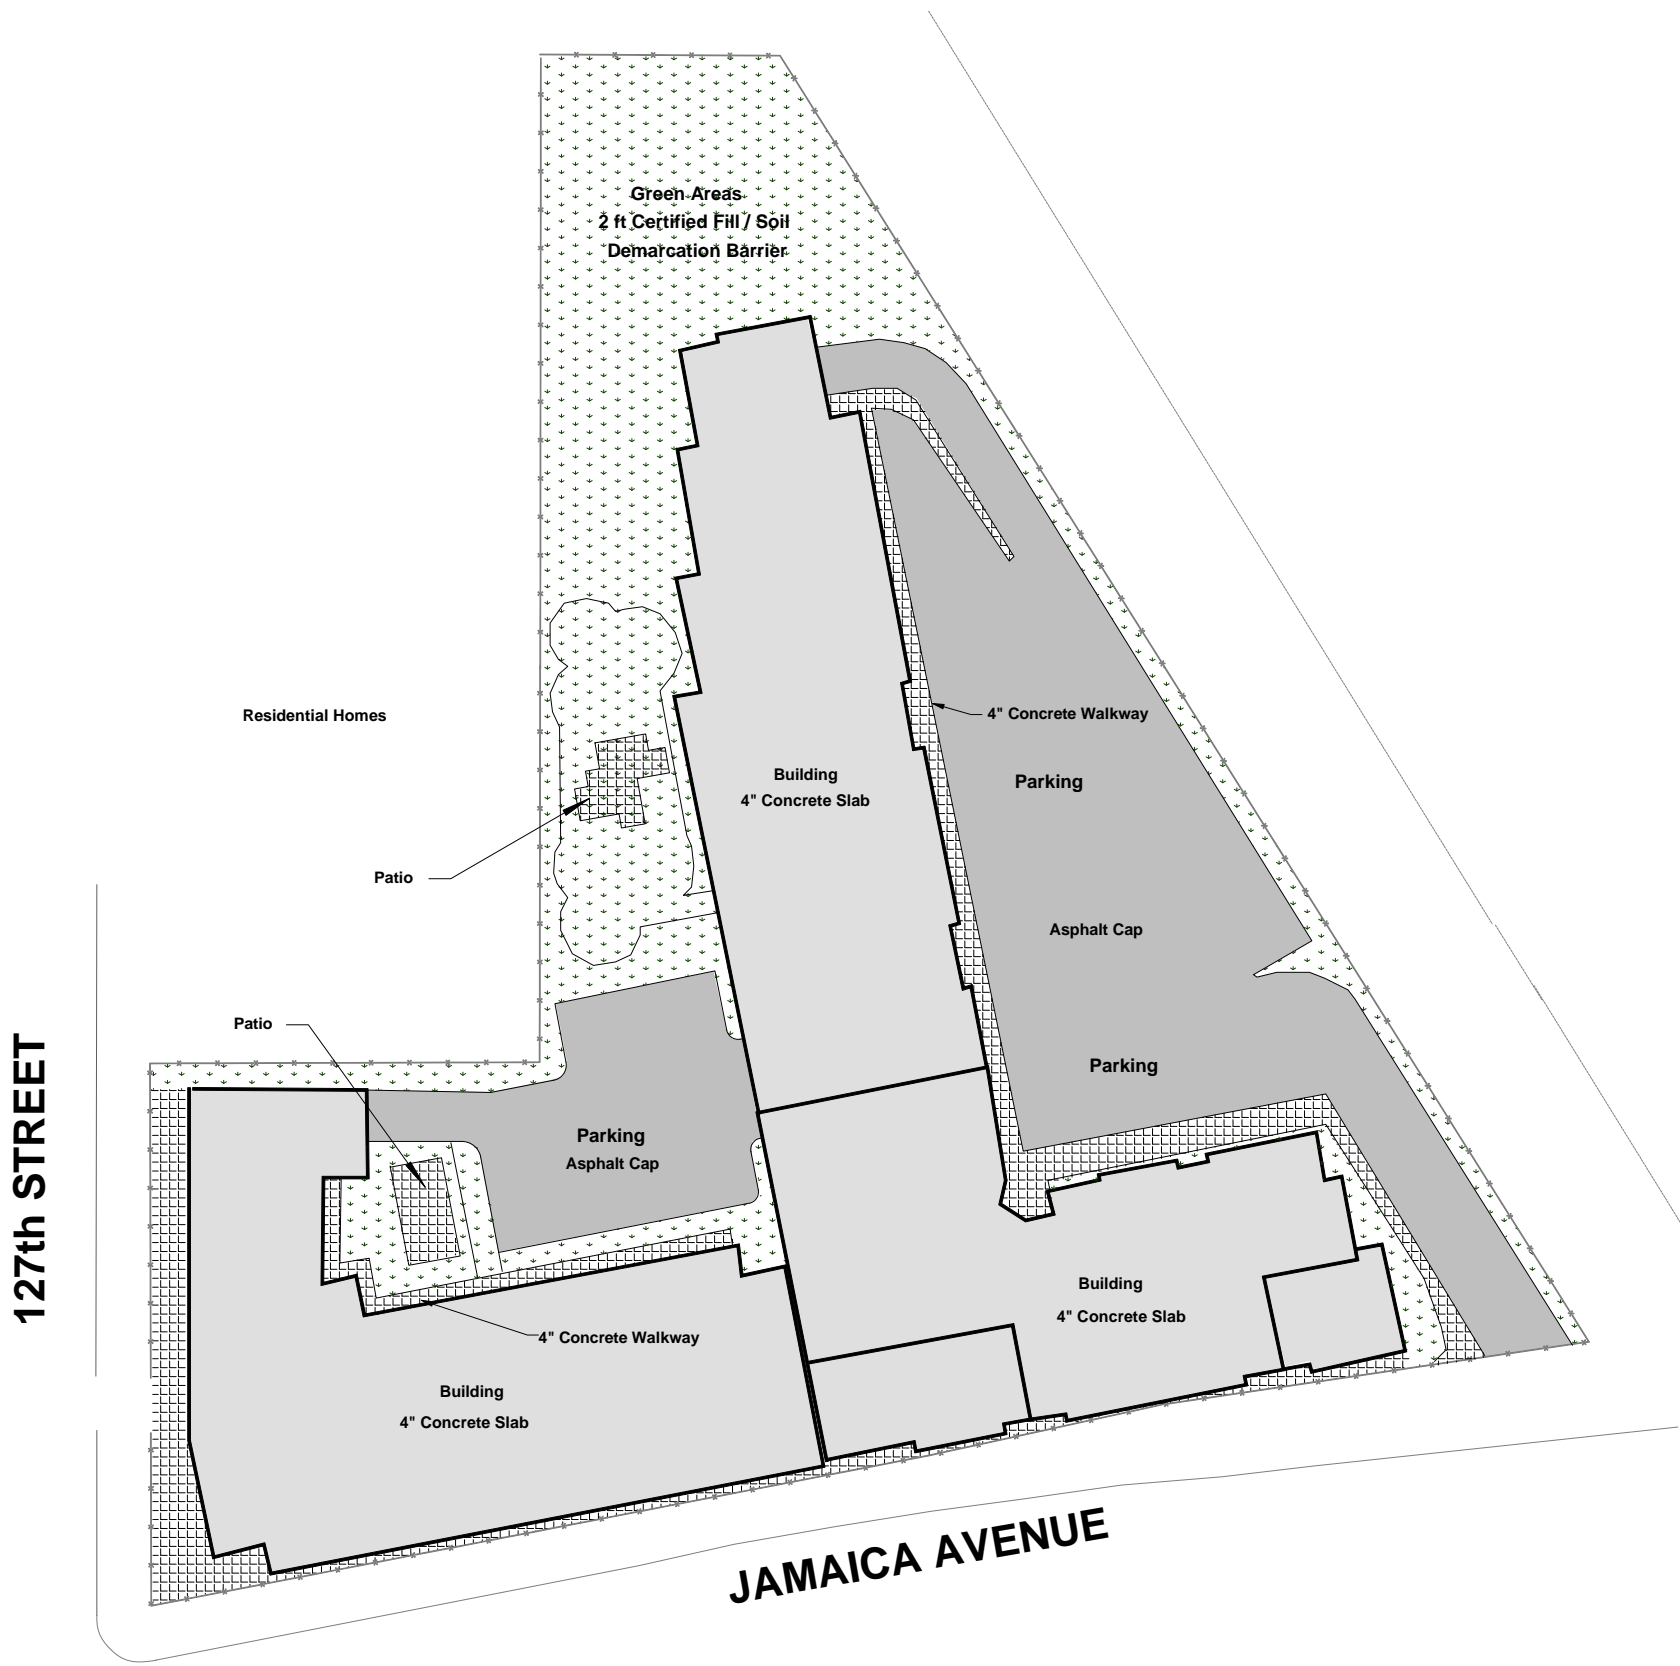 Green Areas
2 ft Certified Fill / Soil
Demarcation Barrier
Residential Homes
4" Concrete Walkway
Parking
Building
4" Concrete Slab
Patio
Asphalt Cap
Patio
Parking
Parking
Asphalt Cap
127th STREET
Building
4" Concrete Slab
4" Concrete Walkway
Building
4" Concrete Slab
JAMAICA AVENUE